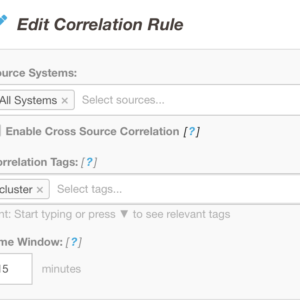 Edit Correlation Rule
ource Systems:
All Systems × Select sources...
Enable Cross Source Correlation [?]
orrelation Tags: [?]
cluster × Select tags...
nt: Start typing or press ▼ to see relevant tags
me Window: [?]
15 minutes